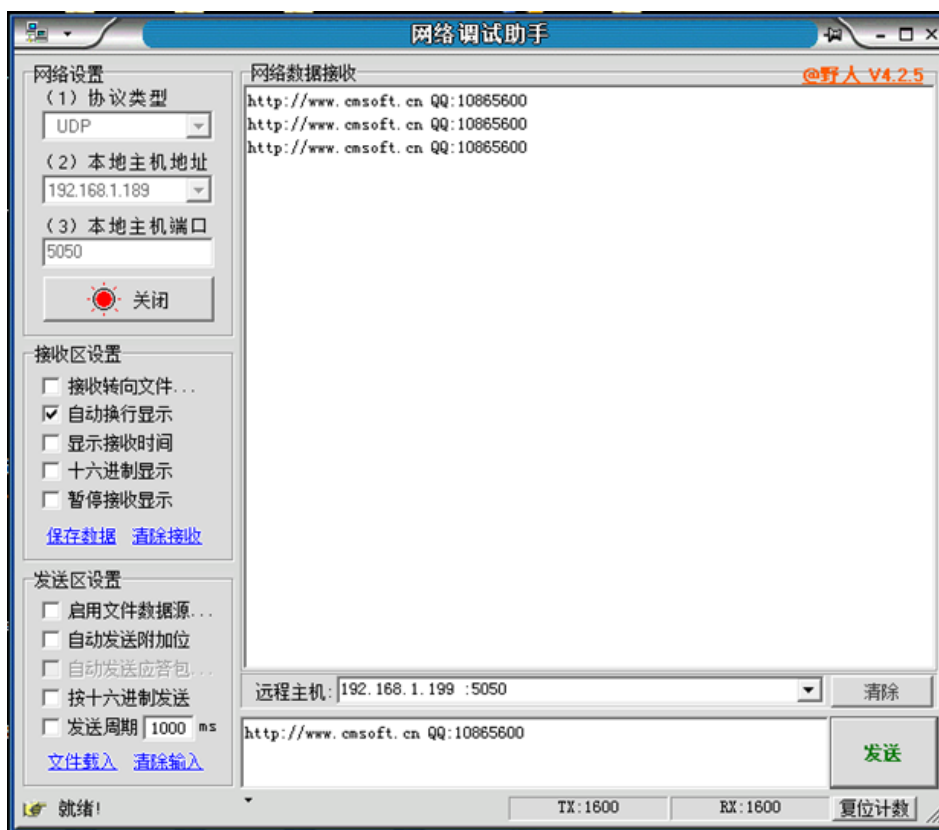 网络调试助手
网络设置
(1) 协议类型
UDP
(2) 本地主机地址
192.168.1.189
(3) 本地主机端口
5050
关闭
接收区设置
接收转向文件...
自动换行显示
显示接收时间
十六进制显示
暂停接收显示
保存数据 清除接收
发送区设置
启用文件数据源...
自动发送附加位
自动发送应答包...
按十六进制发送
发送周期 1000 ms
文件载入 清除输入
网络数据接收
@野人 V4.2.5
http://www.cmsoft.cn QQ:10865600
http://www.cmsoft.cn QQ:10865600
http://www.cmsoft.cn QQ:10865600
远程主机: 192.168.1.199 :5050
清除
http://www.cmsoft.cn QQ:10865600
发送
就绪!
TX:1600
RX:1600
复位计数